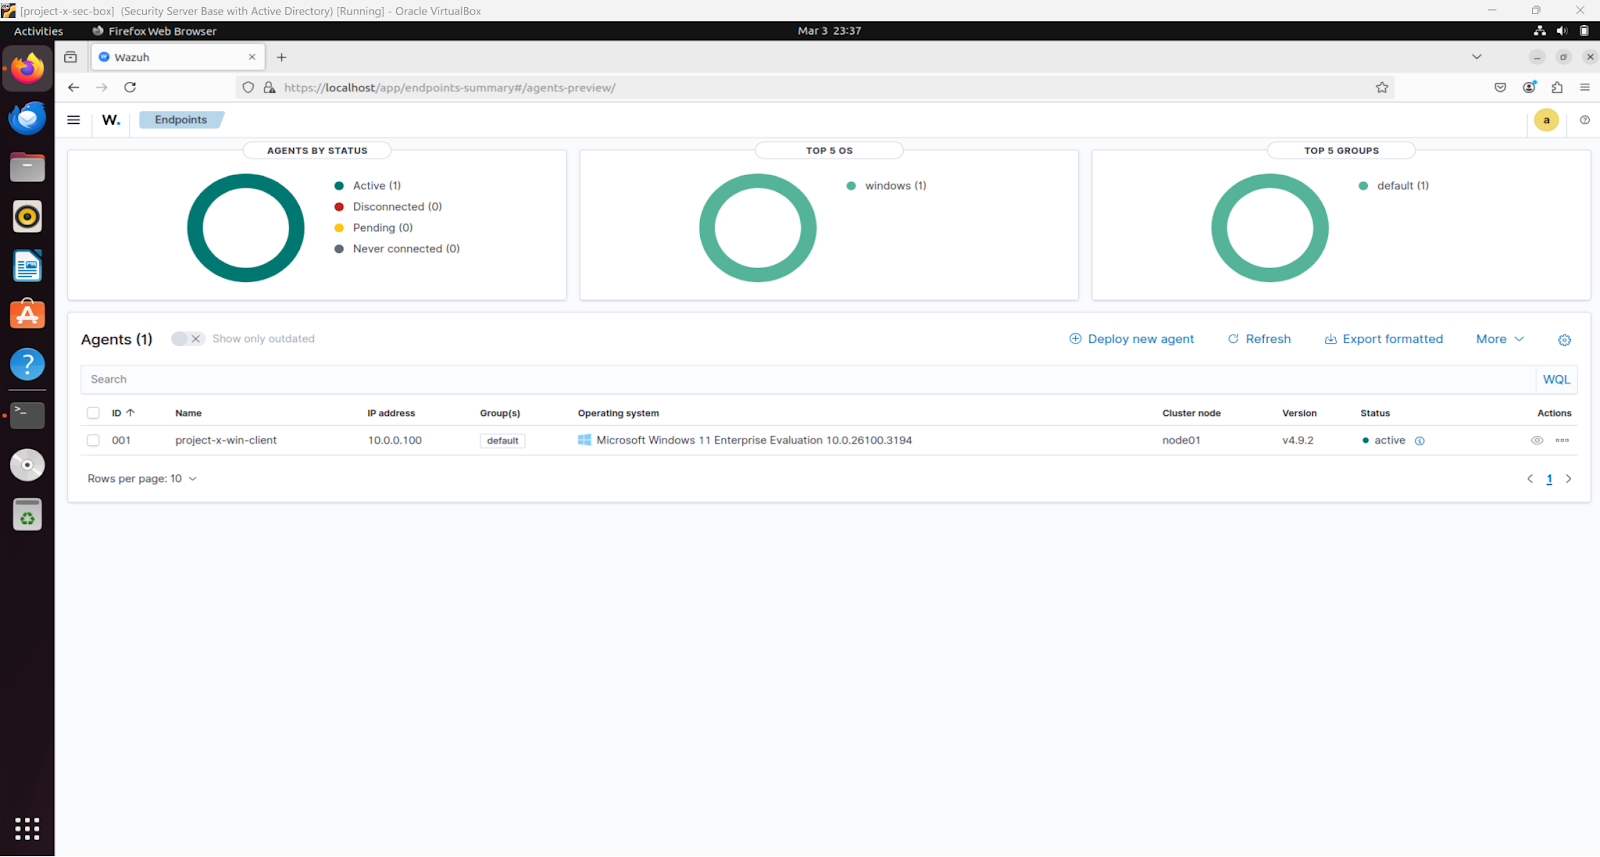 [project-x-sec-box] (Security Server Base with Active Directory) [Running] - Oracle VirtualBox
Activities Firefox Web Browser Mar 3 23:37
Wazuh
https://localhost/app/endpoints-summary#/agents-preview/
W. Endpoints a
AGENTS BY STATUS
Active (1)
Disconnected (0)
Pending (0)
Never connected (0)
TOP 5 OS
windows (1)
TOP 5 GROUPS
default (1)
Agents (1) Show only outdated Deploy new agent Refresh Export formatted More
Search WQL
ID Name IP address Group(s) Operating system Cluster node Version Status Actions
001 project-x-win-client 10.0.0.100 default Microsoft Windows 11 Enterprise Evaluation 10.0.26100.3194 node01 v4.9.2 active
Rows per page: 10 1